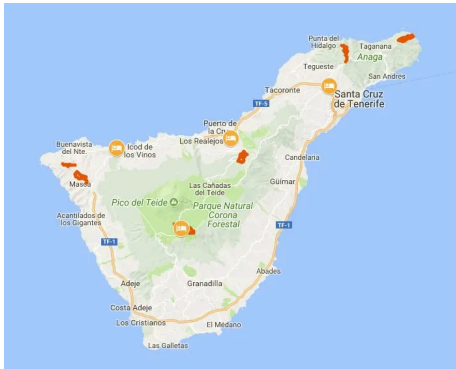 Punta del
Hidalgo
Taganana
Anaga
Tegueste
San Andres
Tacoronte
Santa Cruz
de Tenerife
TF-5
Puerto de
la Cruz
Los Realejos
Buenavista
del Nte.
Icod de
los Vinos
Candelaria
Masca
Las Cañadas
del Teide
Güímar
Pico del Teide
Parque Natural
Corona
Forestal
Acantilados de
los Gigantes
TF-1
TF-1
Abades
Adeje
Granadilla
Costa Adeje
Los Cristianos
El Médano
Las Galletas